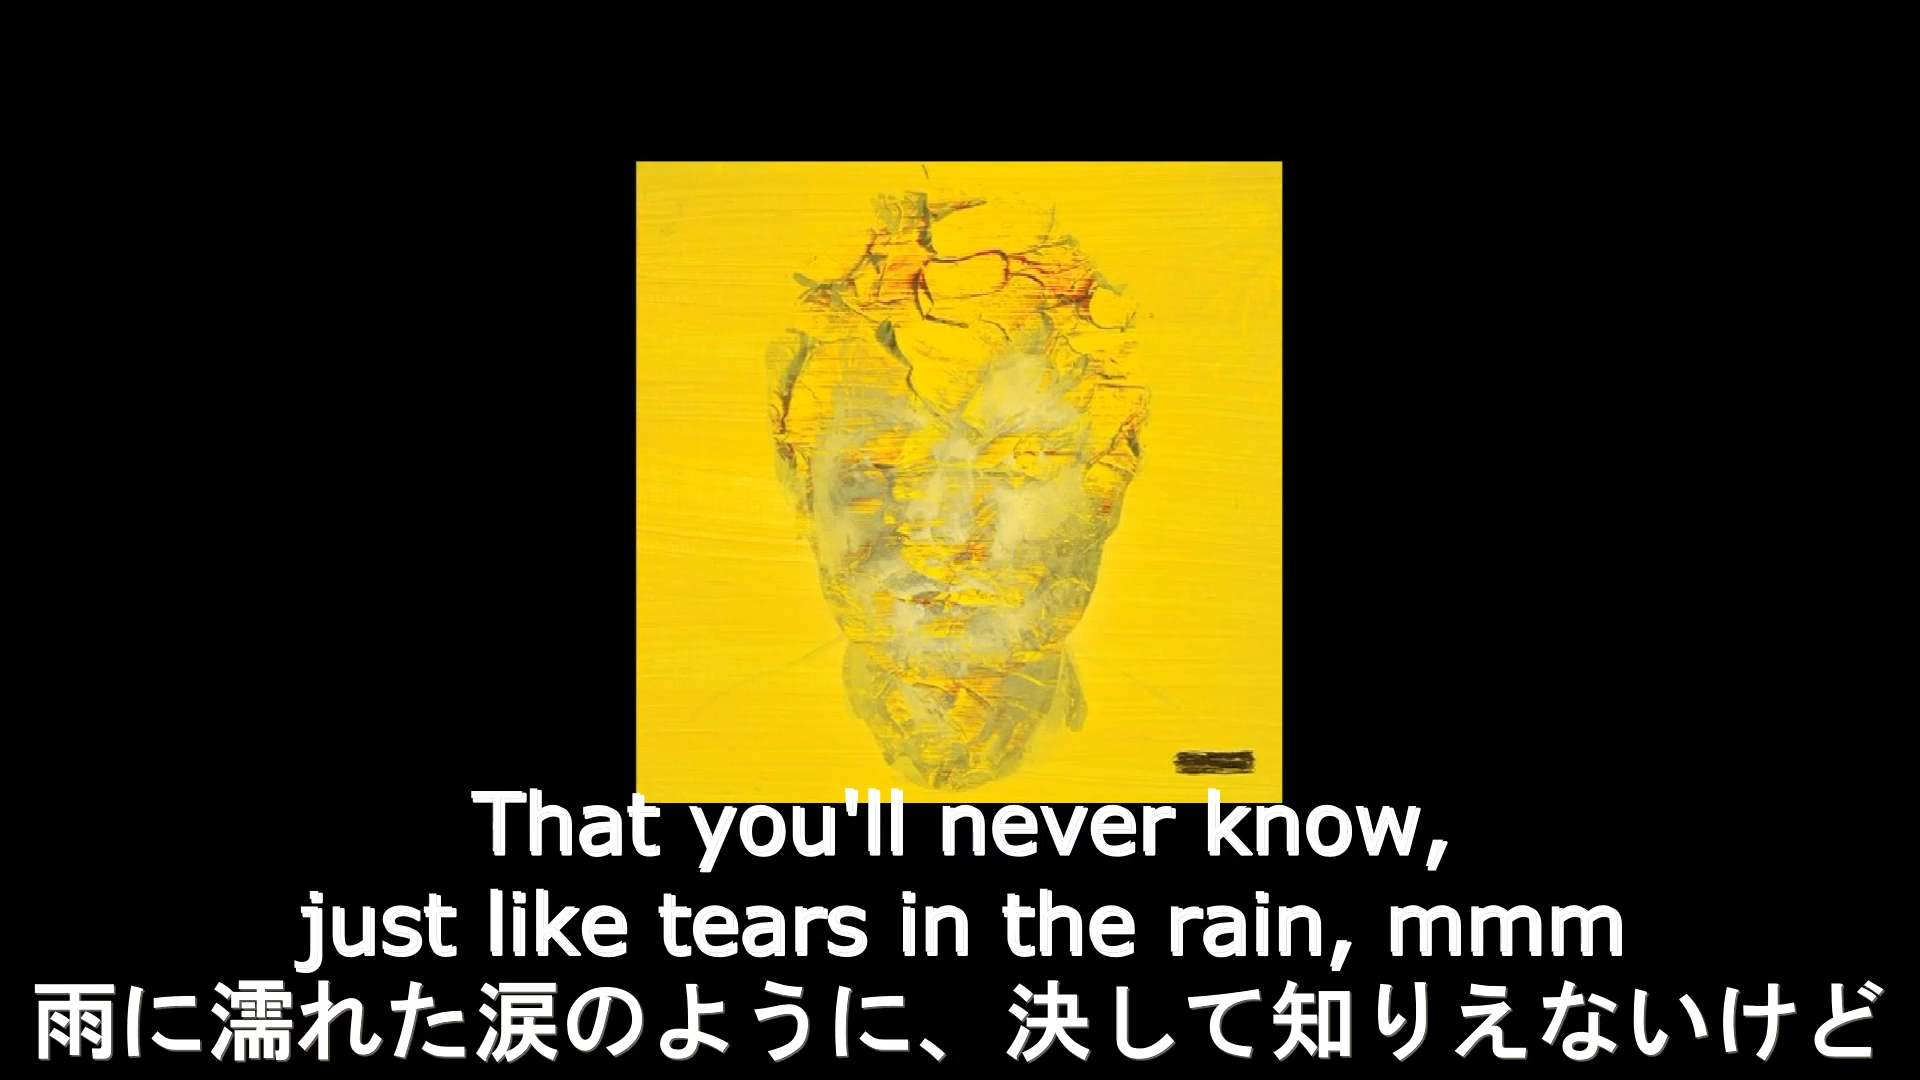 That you'll never know,
just like tears in the rain, mmm
雨に濡れた涙のように、決して知りえないけど